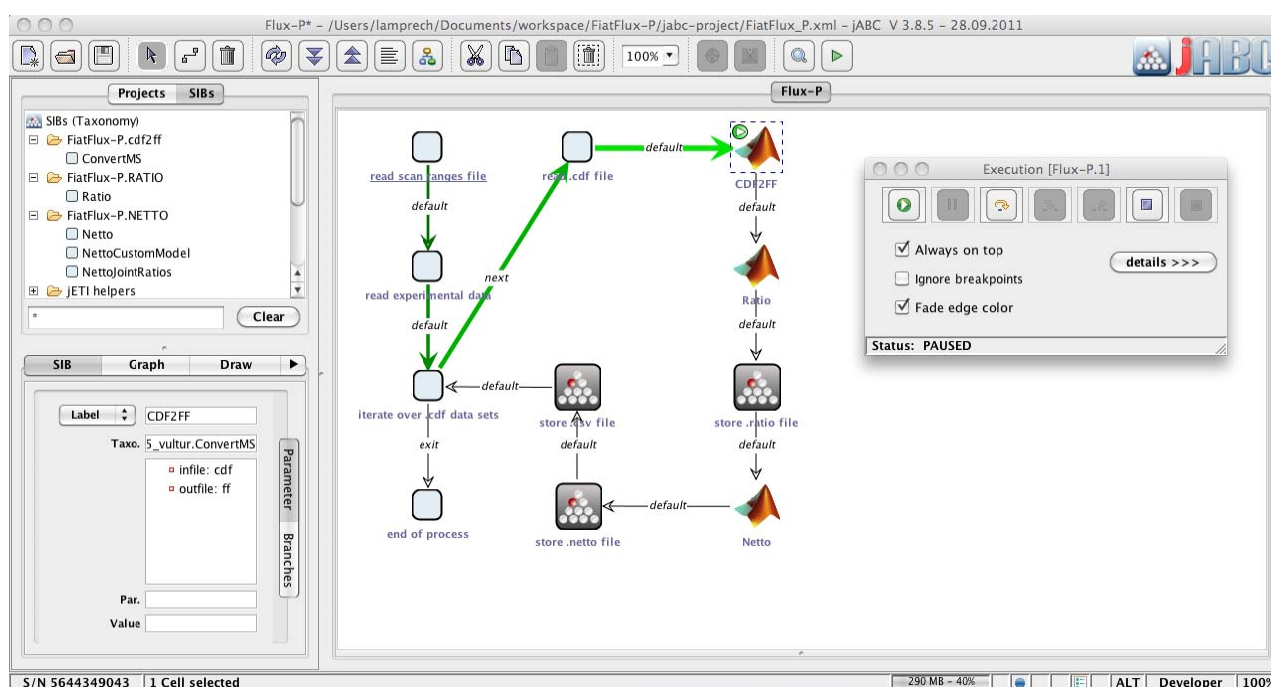 Flux-P* – /Users/lamprech/Documents/workspace/FiatFlux-P/jabc-project/FiatFlux_P.xml – jABC V 3.8.5 – 28.09.2011
100%
jABC
Projects SIBs
SIBs (Taxonomy)
FiatFlux-P.cdf2ff
ConvertMS
FiatFlux-P.RATIO
Ratio
FiatFlux-P.NETTO
Netto
NettoCustomModel
NettoJointRatios
jETI helpers
*
Clear
SIB Graph Draw
Label CDF2FF
Taxo. 5_vultur.ConvertMS
infile: cdf
outfile: ff
Parameter
Branches
Par.
Value
Flux-P
read scan ranges file
default
read experimental data
default
iterate over .cdf data sets
exit
end of process
next
read .cdf file
default
CDF2FF
default
Ratio
default
store .ratio file
default
Netto
default
store .netto file
default
store .csv file
default
Execution [Flux-P.1]
Always on top
Ignore breakpoints
Fade edge color
details >>>
Status: PAUSED
S/N 5644349043 1 Cell selected
290 MB – 40% ALT Developer 100%